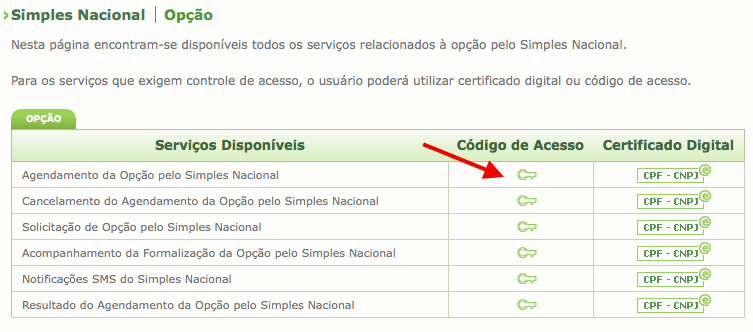 Simples Nacional | Opção
Nesta página encontram-se disponíveis todos os serviços relacionados à opção pelo Simples Nacional.
Para os serviços que exigem controle de acesso, o usuário poderá utilizar certificado digital ou código de acesso.
OPÇÃO
Serviços Disponíveis Código de Acesso Certificado Digital
Agendamento da Opção pelo Simples Nacional CPF - CNPJ e
Cancelamento do Agendamento da Opção pelo Simples Nacional CPF - CNPJ e
Solicitação de Opção pelo Simples Nacional CPF - CNPJ e
Acompanhamento da Formalização da Opção pelo Simples Nacional CPF - CNPJ e
Notificações SMS do Simples Nacional CPF - CNPJ e
Resultado do Agendamento da Opção pelo Simples Nacional CPF - CNPJ e